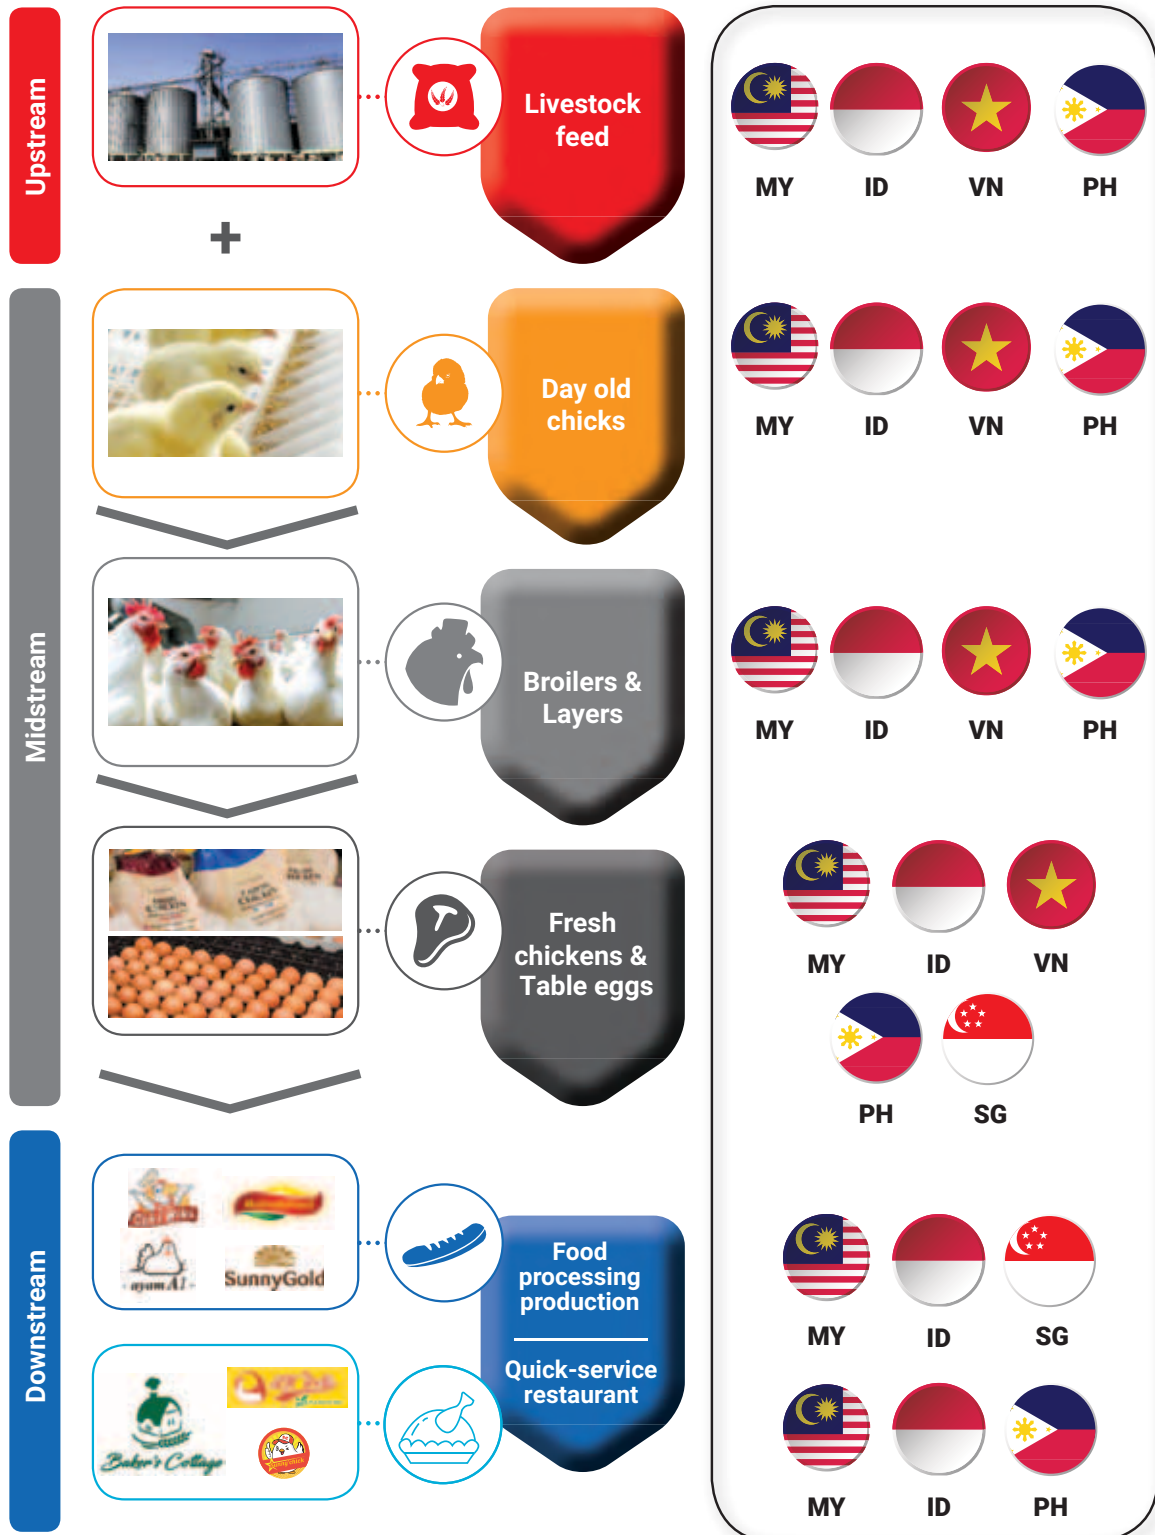 Upstream
Livestock
feed
MY ID VN PH
Midstream
Day old
chicks
MY ID VN PH
Broilers &
Layers
MY ID VN PH
Fresh
chickens &
Table eggs
MY ID VN
PH SG
Downstream
ayam A1
SunnyGold
Food
processing
production
MY ID SG
Baker's Cottage
Quick-service
restaurant
MY ID PH